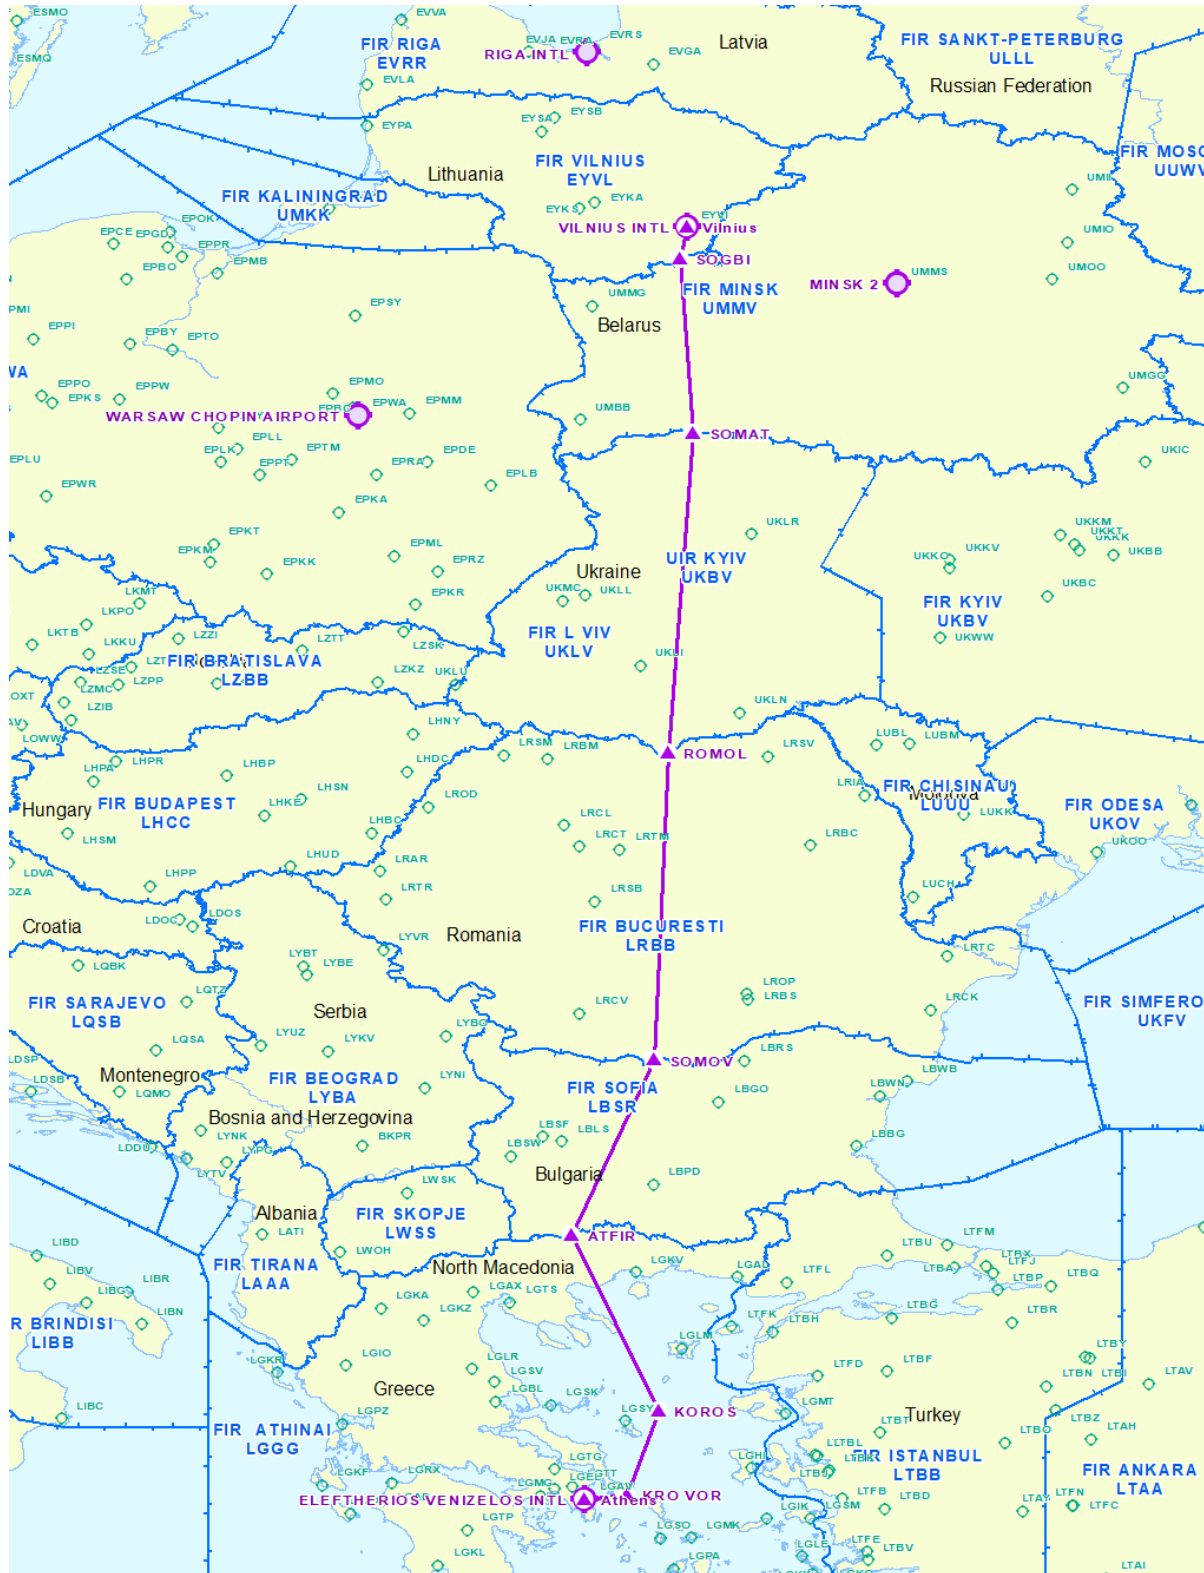 ESMO
EVVA
EVRS
EVJA
EVRA
Latvia
FIR RIGA
EVRR
RIGA INTL
EVGA
FIR SANKT-PETERBURG
ULLL
ESMQ
EVLA
Russian Federation
EYSB
EYSA
EYPA
FIR VILNIUS
EYVL
Lithuania
FIR KALININGRAD
UMKK
EYKA
EYKS
UMII
EYVI
VILNIUS INTL
Vilnius
EPOK
EPCE
EPGD
EPPR
UMIO
EPBO
EPMB
SOGBI
UMMS
MINSK 2
UMOO
FIR MINSK
UMMV
UMMG
EPSY
Belarus
EPPI
EPBY
EPTO
EPPO
EPKS
EPPW
EPMO
EPWA
EPMM
UMGG
WARSAW CHOPIN AIRPORT
UMBB
SOMAT
EPLL
EPLU
EPLK
EPPT
EPTM
EPRA
EPDE
EPLB
UKIC
EPWR
EPKA
UKLR
EPKT
EPKM
EPKK
EPML
EPRZ
UIR KYIV
UKBV
UKKM
UKKT
UKKK
UKKV
UKBB
Ukraine
UKMC
UKLL
EPKR
UKBC
FIR KYIV
UKBV
UKWW
LKMT
LKPO
LKTB
LKKU
LZZI
LZTT
LZSK
FIR L VIV
UKLV
FIR BRATISLAVA
LZBB
LZPP
LZMC
LZIB
LZKZ
UKLU
UKLI
UKLN
LOWW
LHNY
LRSM
LRBM
ROMOL
LRSV
LUBL
LUBM
LHPR
LHPA
LHBP
LHDC
LHSN
LROD
LRIA
FIR CHISINAU
LUUU
Moldova
LUKK
Hungary
FIR BUDAPEST
LHCC
LHKE
LHSM
LHBC
LRCL
LRCT
LRTM
LRBC
FIR ODESA
UKOV
UKOO
LHUD
LRAR
LDVA
LHPP
LRTR
LRSB
LUCH
Croatia
LDOS
Romania
FIR BUCURESTI
LRBB
LYVR
LQBK
LYBT
LYBE
LRTC
FIR SARAJEVO
LQSB
LQTZ
Serbia
LRCV
LROP
LRBS
LRCK
UKFV
LQSA
LYUZ
LYKV
LYBO
SOMOV
LBRS
LDSP
LDSB
Montenegro
LQMO
FIR BEOGRAD
LYBA
LYNI
FIR SOFIA
LBSR
LBGO
LBWN
LBWB
Bosnia and Herzegovina
LYNK
BKPR
LBSF
LBLS
LBSW
LBBG
LDDU
LYPG
LYTV
Bulgaria
LBPD
LWSK
Albania
LATI
FIR SKOPJE
LWSS
LWOH
ATFIR
LIBD
LIBV
LIBG
LIBR
LIBN
FIR TIRANA
LAAA
North Macedonia
LGKV
LTFL
LTBU
LTFM
LTBA
LTBX
LTFJ
LTBP
LTBQ
LGAX
LGTS
LGKA
LGKZ
LTFK
LTBH
LTBG
LTBR
LIBB
LGLM
LGKR
LGIO
LGLR
LGSV
LGBL
LTFD
LTBF
LTBY
LTBI
LTBN
LTAV
Greece
LGSK
LGSY
KOROS
LGMT
LIBC
LGPZ
FIR ATHINAI
LGGG
LTBT
Turkey
LTBO
LTBZ
LTAH
LGTG
LGHI
LTBL
FIR ISTANBUL
LTBB
FIR ANKARA
LTAA
LGKF
LGRX
LGMG
LGAV
KRO VOR
ELEFTHERIOS VENIZELOS INTL
Athens
LGSM
LTFB
LTBD
LTAY
LTFN
LTFC
LGTP
LGSO
LGMK
LGIK
LGKL
LGPA
LGLE
LTFE
LTBV
LTAI